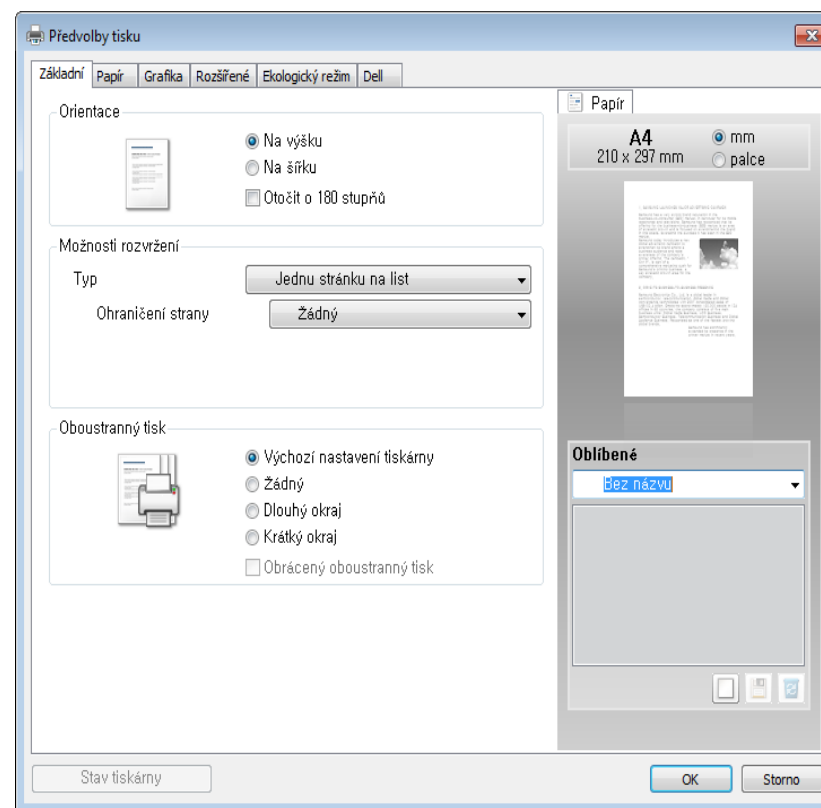 Předvolby tisku
Základní Papír Grafika Rozšířené Ekologický režim Dell
Orientace
Na výšku
Na šířku
Otočit o 180 stupňů
Možnosti rozvržení
Typ Jednu stránku na list
Ohraničení strany Žádný
Oboustranný tisk
Výchozí nastavení tiskárny
Žádný
Dlouhý okraj
Krátký okraj
Obrácený oboustranný tisk
Papír
A4 mm
210 x 297 mm palce
Oblíbené
Bez názvu
Stav tiskárny OK Storno